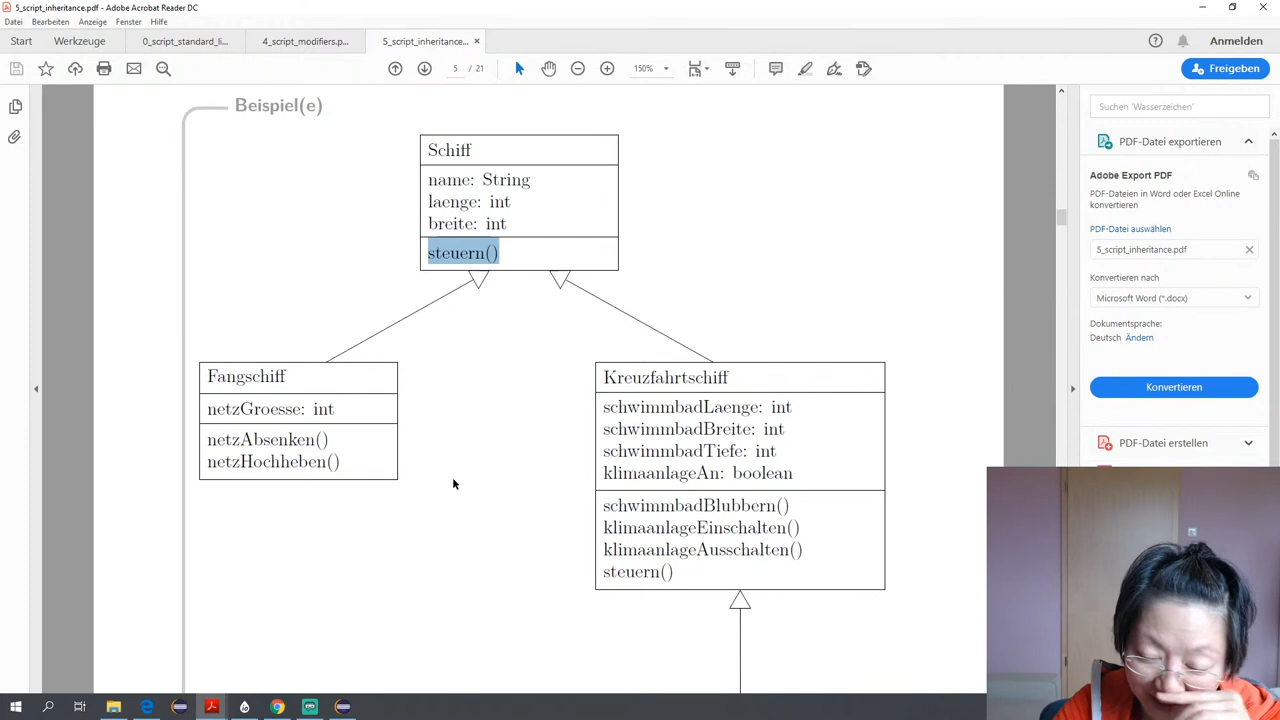 5_script_inheritance.pdf - Adobe Acrobat Reader DC
Datei Bearbeiten Anzeige Fenster Hilfe
Start Werkzeuge 0_script_standard_li... 4_script_modifiers.p... 5_script_inheritance... × Anmelden
5 / 21 150% Freigeben
Beispiel(e)
Schiff
name: String
laenge: int
breite: int
steuern()
Fangschiff
netzGroesse: int
netzAbsenken()
netzHochheben()
Kreuzfahrtschiff
schwimmbadLaenge: int
schwimmbadBreite: int
schwimmbadTiefe: int
klimaanlageAn: boolean
schwimmbadBlubbern()
klimaanlageEinschalten()
klimaanlageAusschalten()
steuern()
Suchen 'Wasserzeichen'
PDF-Datei exportieren
Adobe Export PDF
PDF-Dateien in Word oder Excel Online
konvertieren
PDF-Datei auswählen
5_script_inheritance.pdf
Konvertieren nach
Microsoft Word (*.docx)
Dokumentsprache:
Deutsch Ändern
Konvertieren
PDF-Datei erstellen